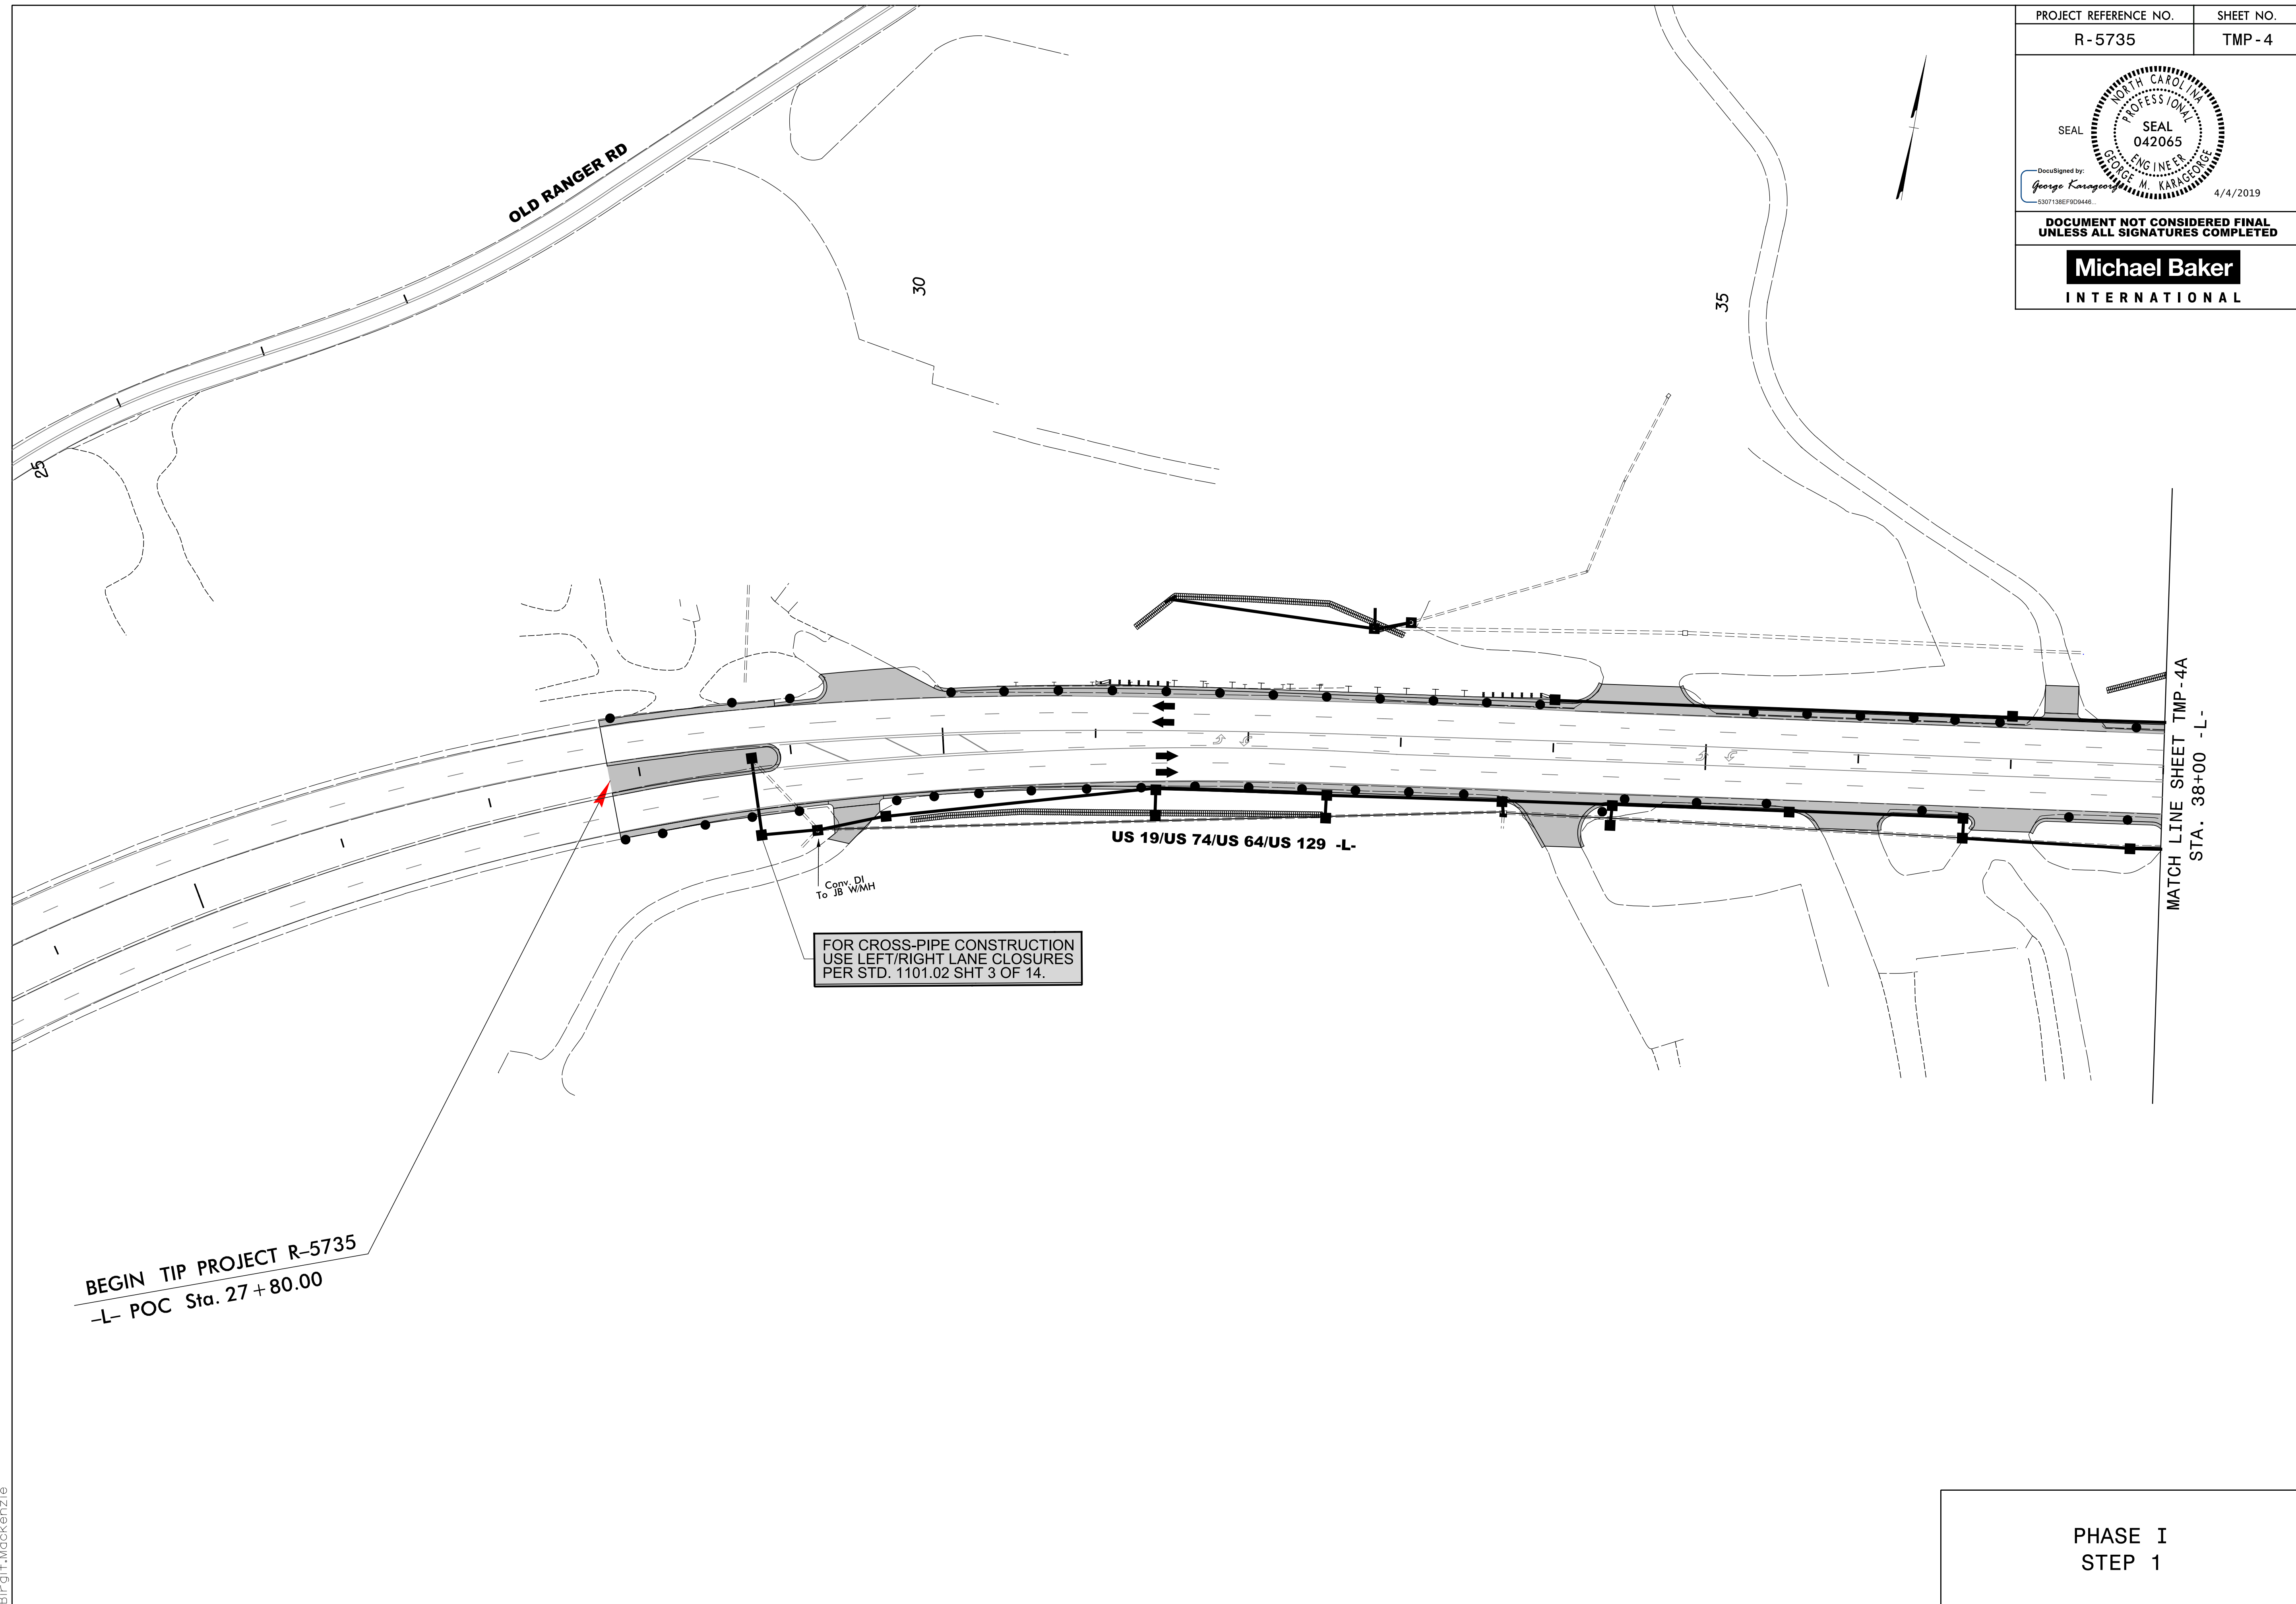 PROJECT REFERENCE NO.
SHEET NO.
R-5735
TMP-4
SEAL
NORTH CAROLINA
PROFESSIONAL
SEAL
042065
ENGINEER
GEORGE M. KARAGEORGE
DocuSigned by:
George Karageorge
5307138EF9D9446...
4/4/2019
DOCUMENT NOT CONSIDERED FINAL
UNLESS ALL SIGNATURES COMPLETED
Michael Baker
INTERNATIONAL
OLD RANGER RD
25
30
35
MATCH LINE SHEET TMP-4A
STA. 38+00 -L-
US 19/US 74/US 64/US 129 -L-
Conv. DI
To JB W/MH
FOR CROSS-PIPE CONSTRUCTION
USE LEFT/RIGHT LANE CLOSURES
PER STD. 1101.02 SHT 3 OF 14.
BEGIN TIP PROJECT R-5735
-L- POC Sta. 27+80.00
Birgit.Mackenzie
PHASE I
STEP 1